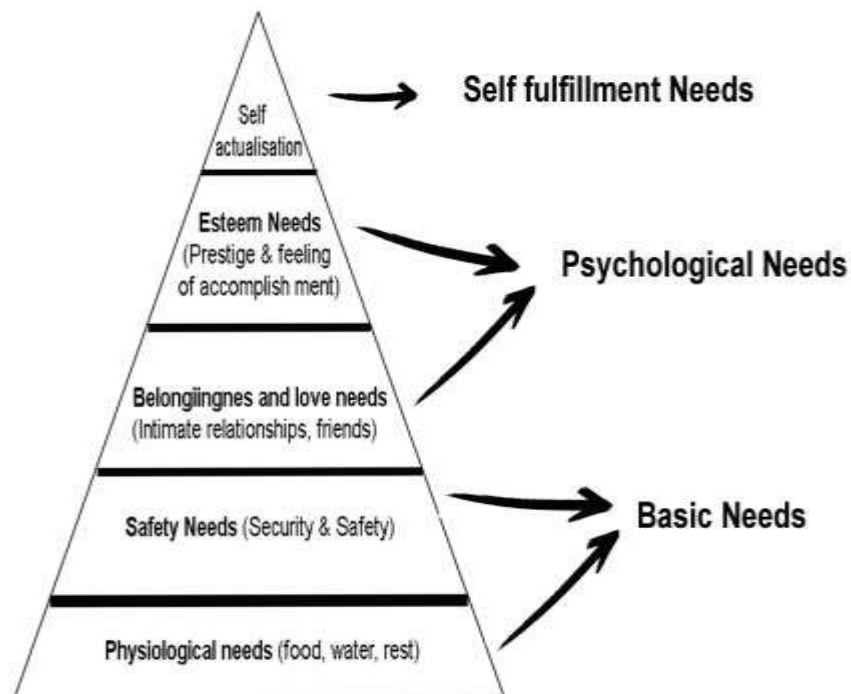 Self
actualisation
Self fulfillment Needs
Esteem Needs
(Prestige & feeling
of accomplish ment)
Psychological Needs
Belongiingnes and love needs
(Intimate relationships, friends)
Safety Needs (Security & Safety)
Basic Needs
Physiological needs (food, water, rest)